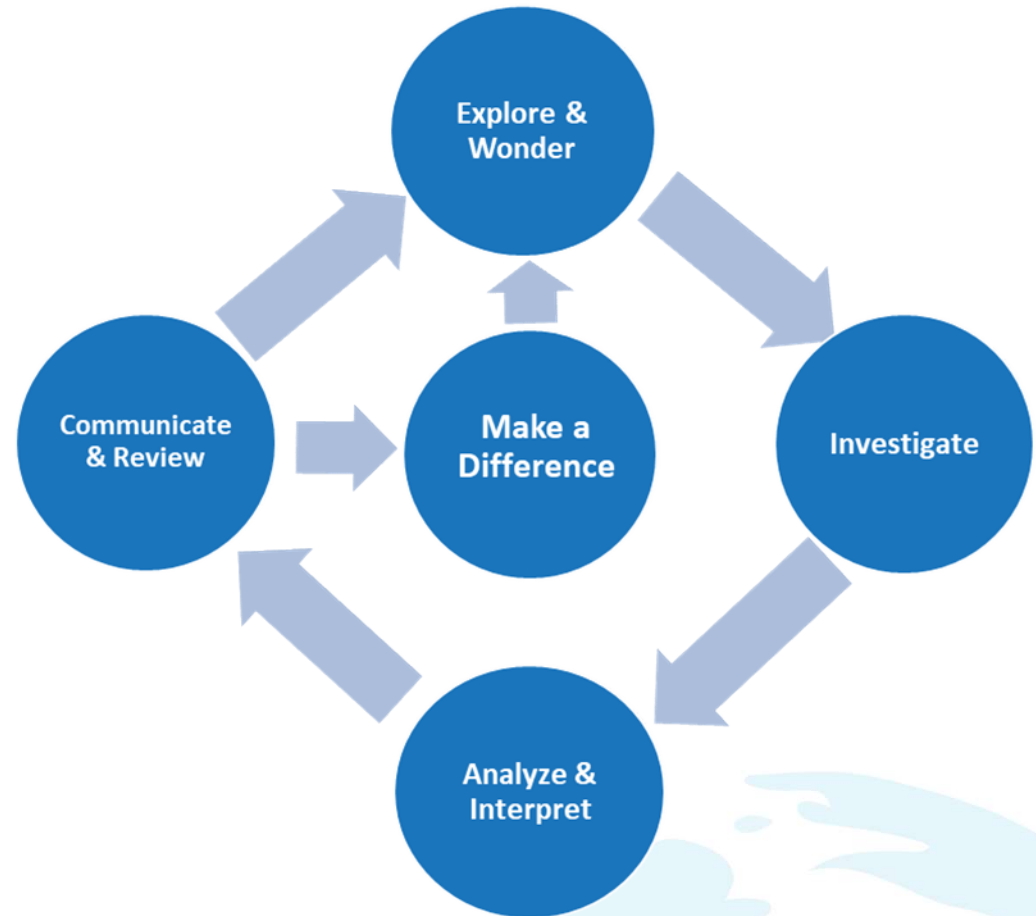 Explore &
Wonder
Communicate
& Review
Make a
Difference
Investigate
Analyze &
Interpret